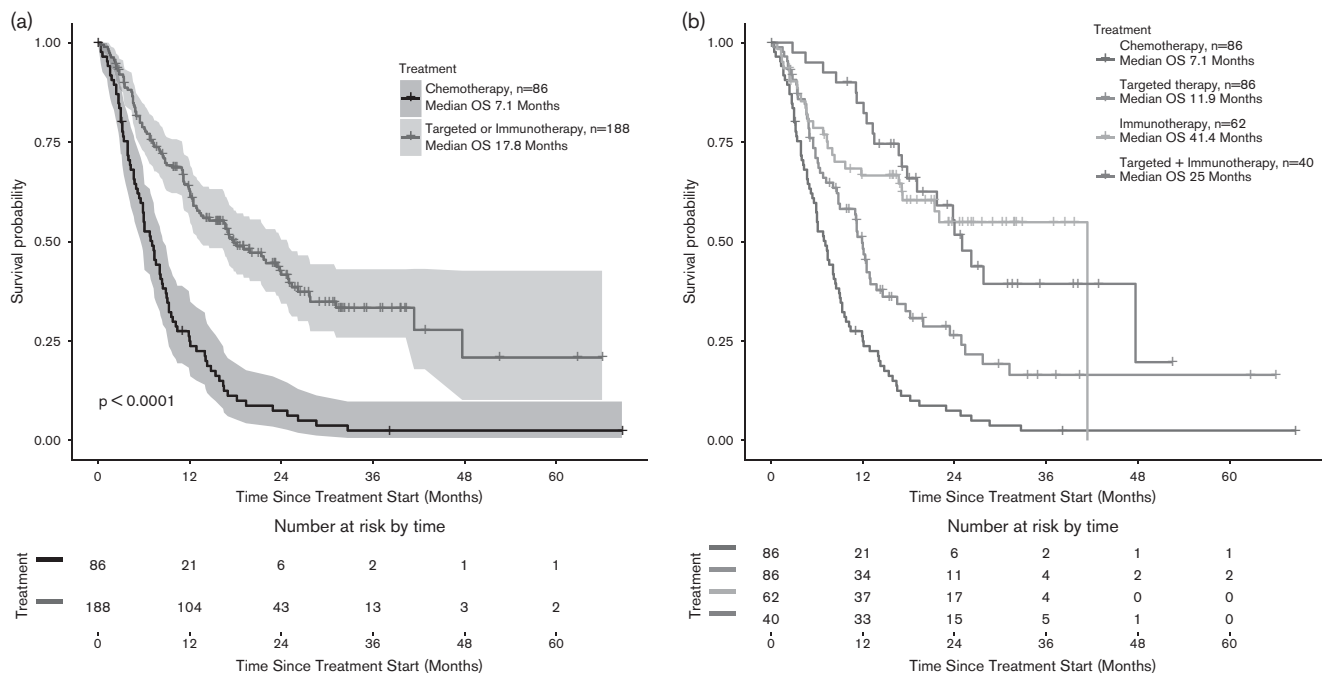 (a)
1.00
0.75
0.50
0.25
0.00
Survival probability
Treatment
Chemotherapy, n=86
Median OS 7.1 Months
Targeted or Immunotherapy, n=188
Median OS 17.8 Months
p < 0.0001
0 12 24 36 48 60
Time Since Treatment Start (Months)
Number at risk by time
Treatment
86 21 6 2 1 1
188 104 43 13 3 2
0 12 24 36 48 60
Time Since Treatment Start (Months)
(b)
1.00
0.75
0.50
0.25
0.00
Survival probability
Treatment
Chemotherapy, n=86
Median OS 7.1 Months
Targeted therapy, n=86
Median OS 11.9 Months
Immunotherapy, n=62
Median OS 41.4 Months
Targeted + Immunotherapy, n=40
Median OS 25 Months
0 12 24 36 48 60
Time Since Treatment Start (Months)
Number at risk by time
Treatment
86 21 6 2 1 1
86 34 11 4 2 2
62 37 17 4 0 0
40 33 15 5 1 0
0 12 24 36 48 60
Time Since Treatment Start (Months)